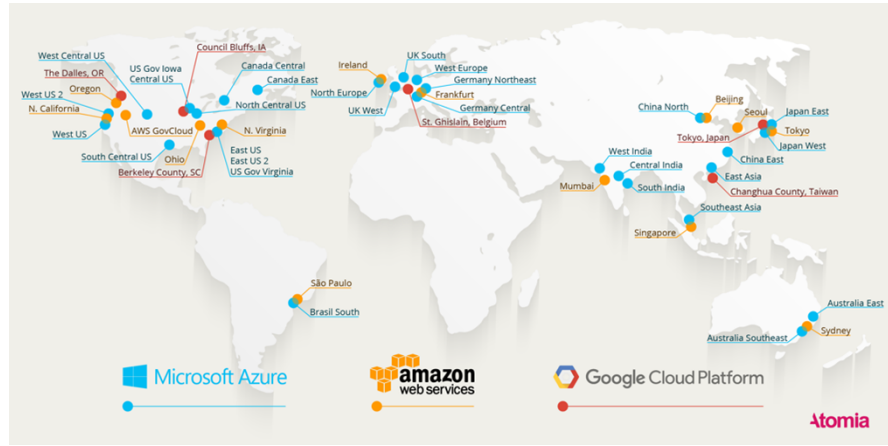 Council Bluffs, IA
West Central US
US Gov Iowa
Central US
Canada Central
Canada East
The Dalles, OR
Oregon
West US 2
N. California
West US
AWS GovCloud
North Central US
N. Virginia
South Central US
Ohio
Berkeley County, SC
East US
East US 2
US Gov Virginia
Ireland
North Europe
UK South
West Europe
Germany Northeast
Frankfurt
UK West
Germany Central
St. Ghislain, Belgium
China North
Beijing
Seoul
Japan East
Tokyo, Japan
Tokyo
Japan West
West India
Central India
China East
East Asia
Mumbai
South India
Changhua County, Taiwan
Southeast Asia
Singapore
São Paulo
Brasil South
Australia East
Australia Southeast
Sydney
Microsoft Azure
amazon
web services
Google Cloud Platform
Atomia